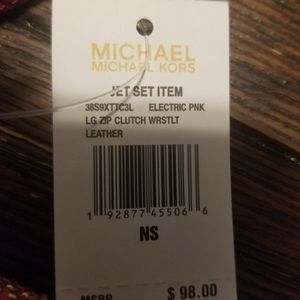 MICHAEL
MICHAEL KORS
JET SET ITEM
38S9XTTC3L ELECTRIC PNK
LG ZIP CLUTCH WRSTLT
LEATHER
1 92877 45506 6
NS
MSRP $ 98.00